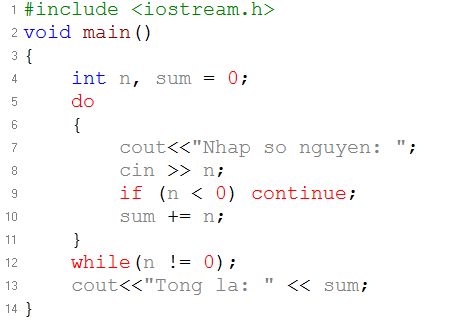 1 #include <iostream.h>
2 void main()
3 {
4     int n, sum = 0;
5     do
6     {
7         cout<<"Nhap so nguyen: ";
8         cin >> n;
9         if (n < 0) continue;
10         sum += n;
11     }
12     while(n != 0);
13     cout<<"Tong la: " << sum;
14 }